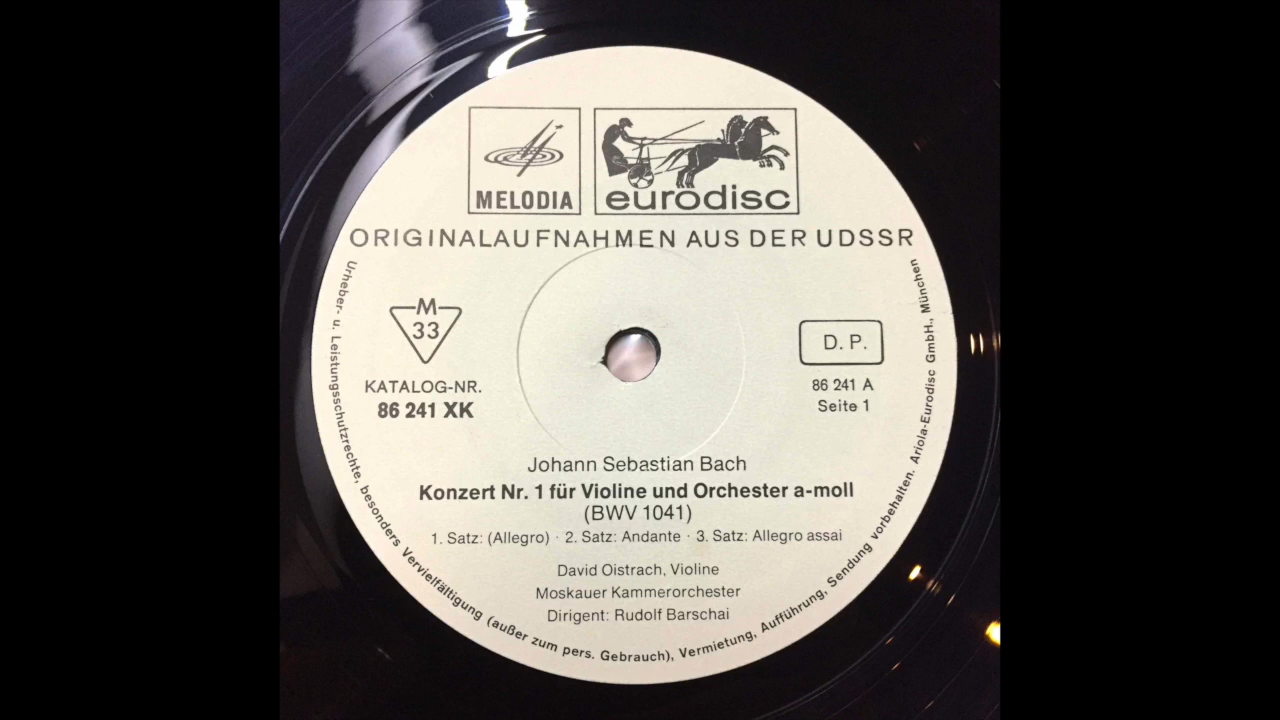 MELODIA
eurodisc
ORIGINALAUFNAHMEN AUS DER UDSSR
M
33
KATALOG-NR.
86 241 XK
D. P.
86 241 A
Seite 1
Johann Sebastian Bach
Konzert Nr. 1 für Violine und Orchester a-moll
(BWV 1041)
1. Satz: (Allegro) · 2. Satz: Andante · 3. Satz: Allegro assai
David Oistrach, Violine
Moskauer Kammerorchester
Dirigent: Rudolf Barschai
Urheber- u. Leistungsschutzrechte, besonders Vervielfältigung (außer zum pers. Gebrauch), Vermietung, Aufführung, Sendung vorbehalten. Ariola-Eurodisc GmbH., München